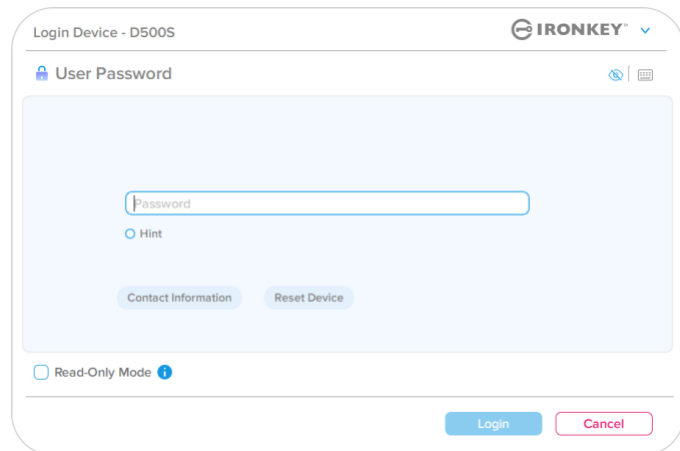 Login Device - D500S
IRONKEY™
User Password
Password
Hint
Contact Information
Reset Device
Read-Only Mode i
Login
Cancel